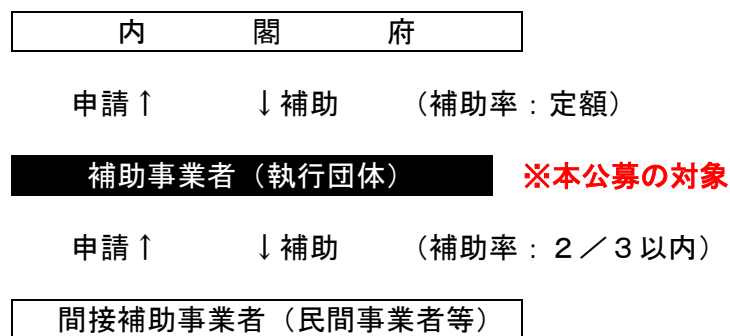 内　閣　府
申請↑　↓補助　（補助率：定額）
補助事業者（執行団体）　※本公募の対象
申請↑　↓補助　（補助率：２／３以内）
間接補助事業者（民間事業者等）